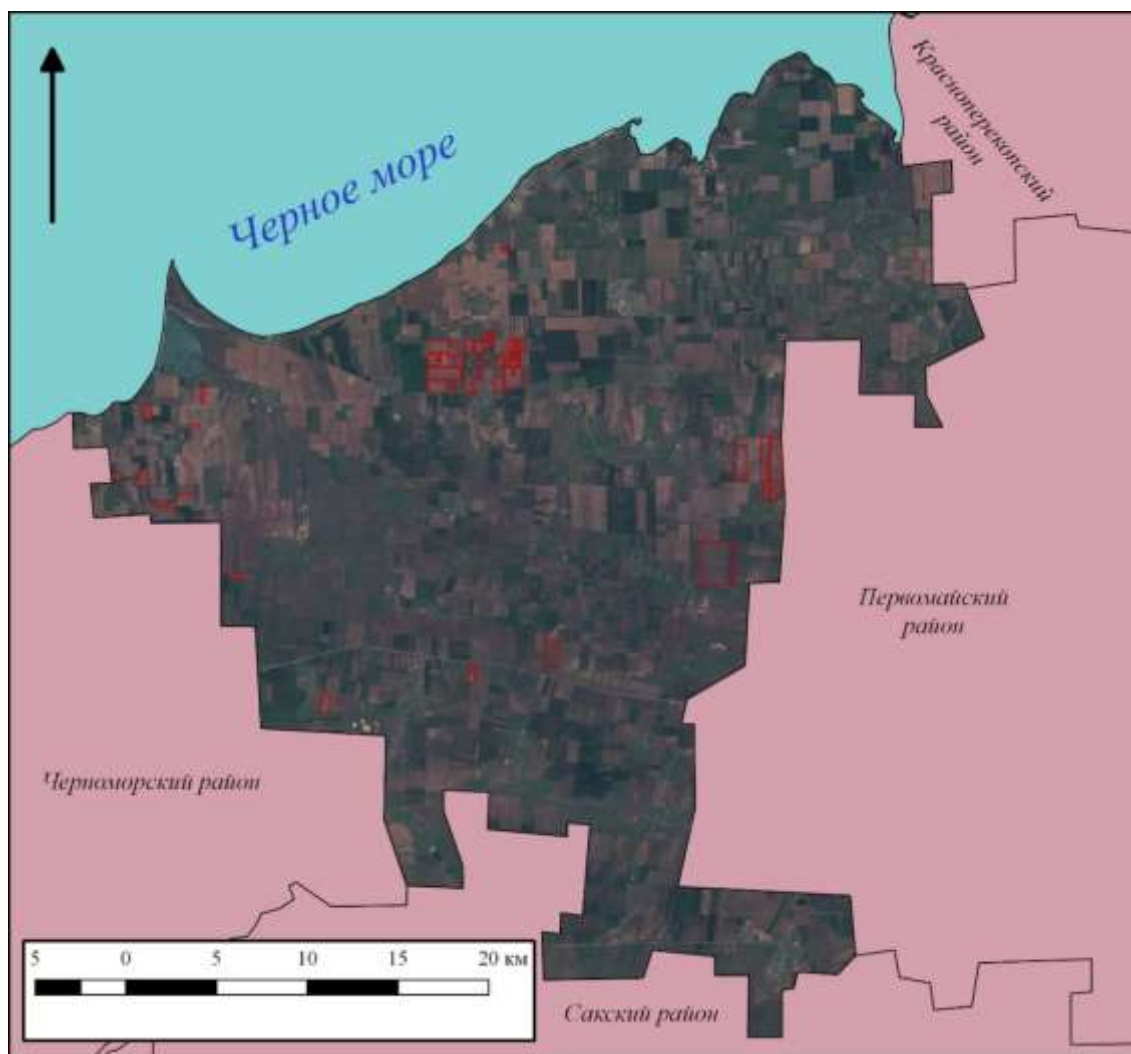 Красноперекопский
район
Черное море
Первомайский
район
Черноморский район
5 0 5 10 15 20 км
Сакский район